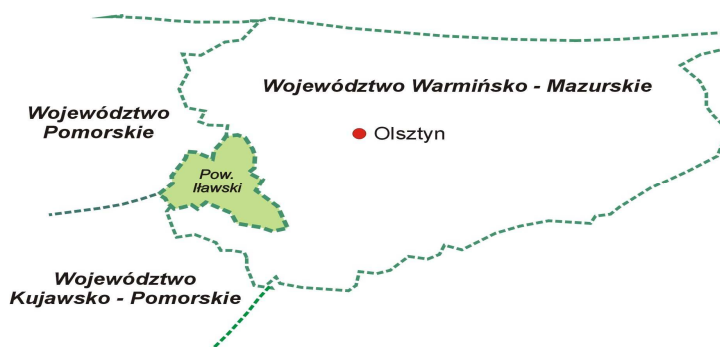 Województwo Warmińsko - Mazurskie
Województwo
Pomorskie
Olsztyn
Pow.
Iławski
Województwo
Kujawsko - Pomorskie